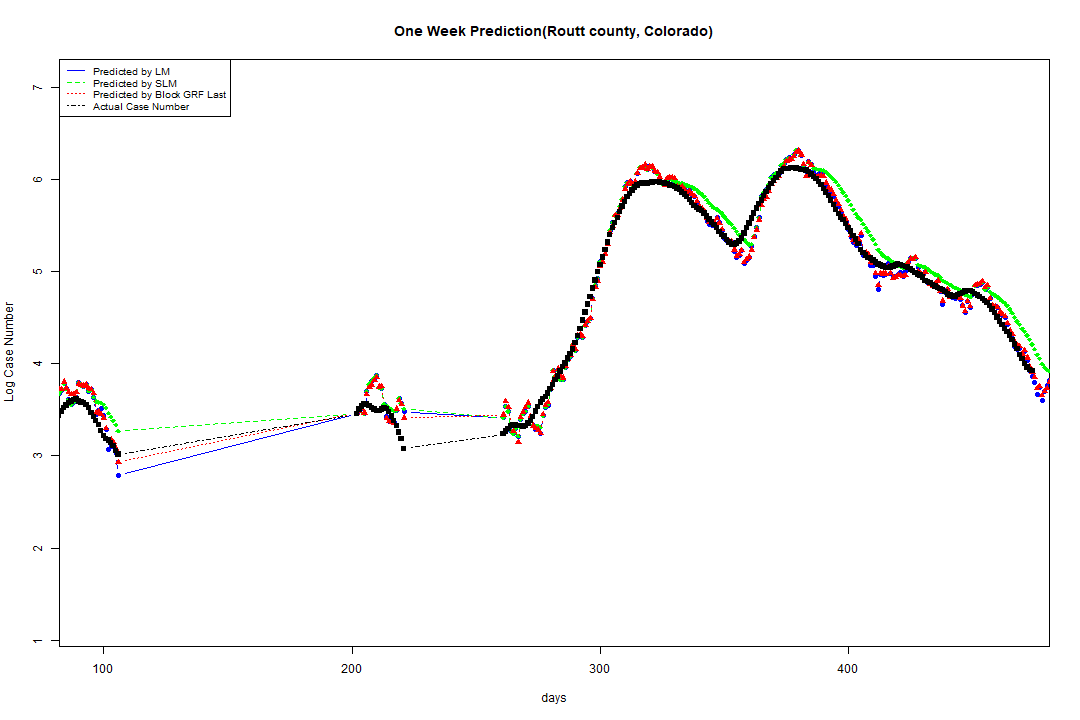 One Week Prediction(Routt county, Colorado)
Predicted by LM
Predicted by SLM
Predicted by Block GRF Last
Actual Case Number
7
6
5
4
3
2
1
Log Case Number
100 200 300 400
days